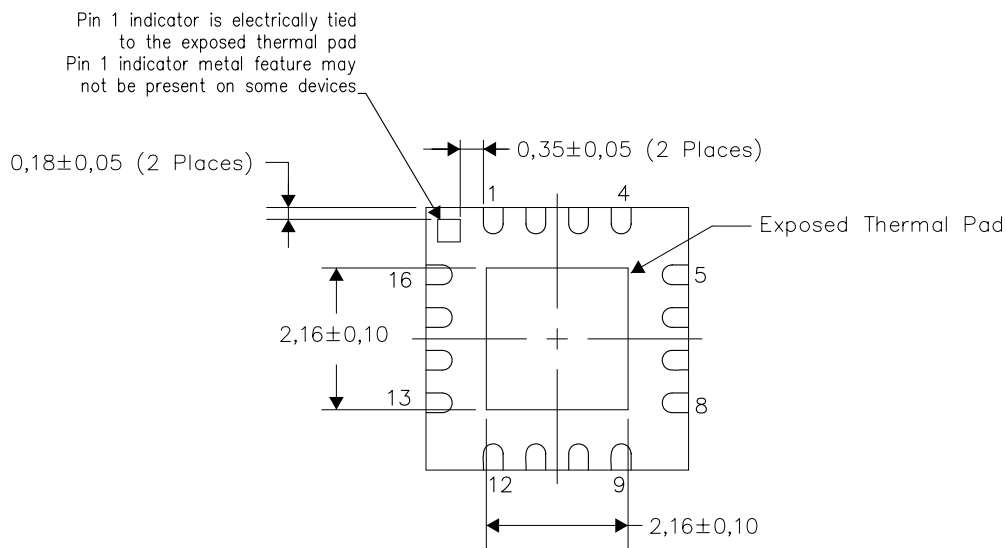 Pin 1 indicator is electrically tied
to the exposed thermal pad
Pin 1 indicator metal feature may
not be present on some devices
0,35±0,05 (2 Places)
0,18±0,05 (2 Places)
1
4
Exposed Thermal Pad
16
5
2,16±0,10
13
8
12
9
2,16±0,10